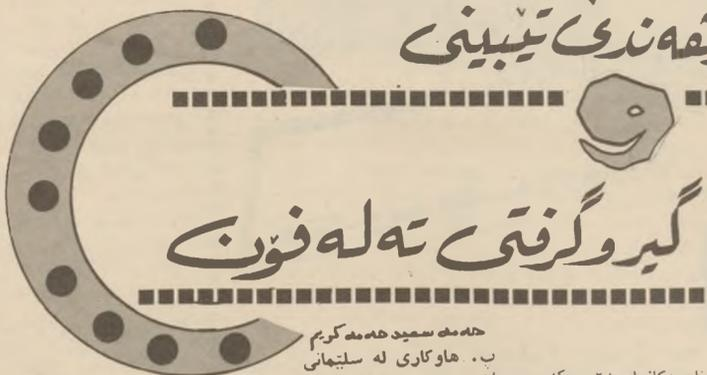 تێبینی
و
گیروگرفتی تەلەفۆن
حەمە سعید حەمە کریم
پ. هاوکاری لە سلێمانی